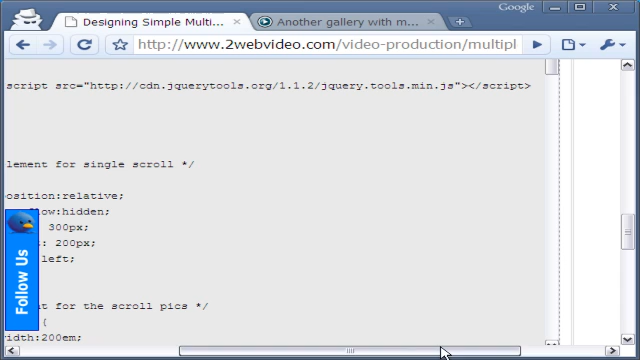 Google
Designing Simple Multi...
Another gallery with m...
http://www.2webvideo.com/video-production/multipl
script src="http://cdn.jquerytools.org/1.1.2/jquery.tools.min.js"></script>
lement for single scroll */
osition:relative;
low:hidden;
300px;
: 200px;
left;
Follow Us
t for the scroll pics */
{
idth:200em;